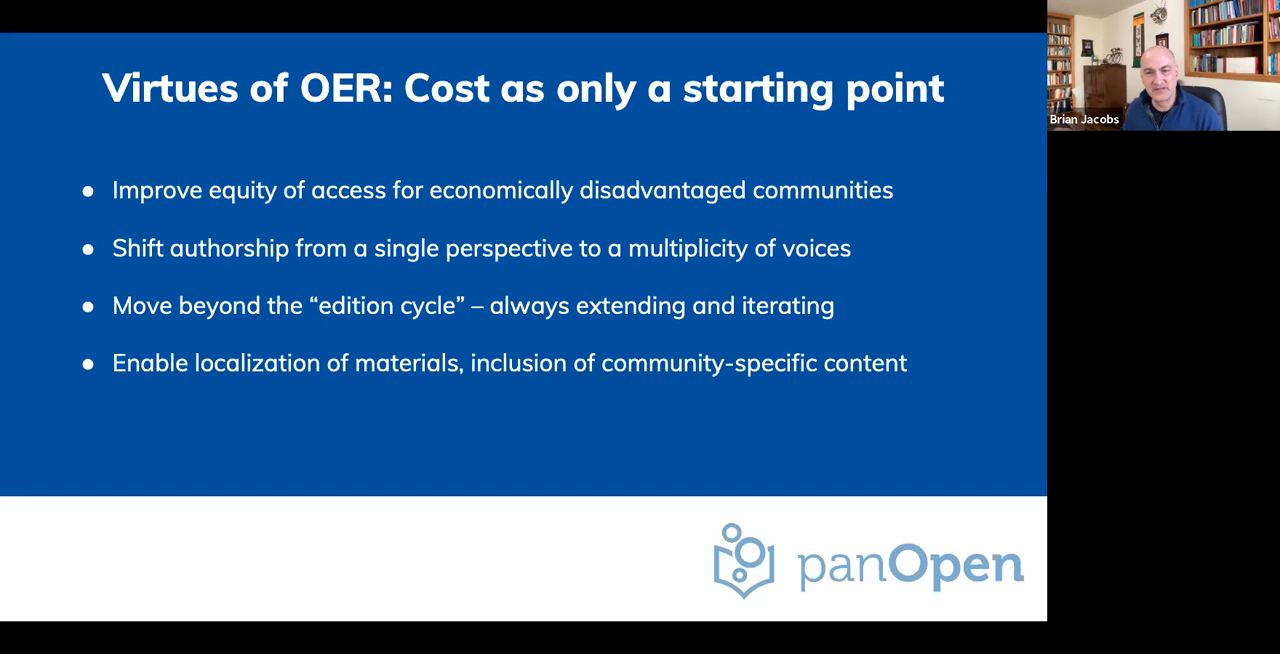 Virtues of OER: Cost as only a starting point
● Improve equity of access for economically disadvantaged communities
● Shift authorship from a single perspective to a multiplicity of voices
● Move beyond the “edition cycle” – always extending and iterating
● Enable localization of materials, inclusion of community-specific content
panOpen
Brian Jacobs